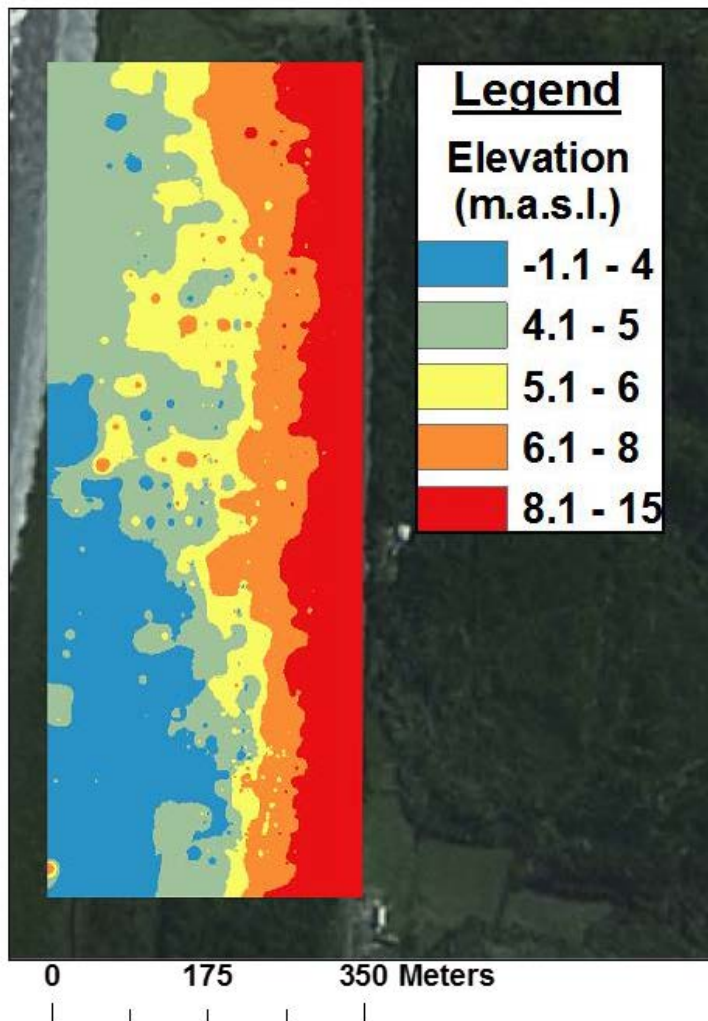 Legend
Elevation
(m.a.s.l.)
-1.1 - 4
4.1 - 5
5.1 - 6
6.1 - 8
8.1 - 15
0 175 350 Meters